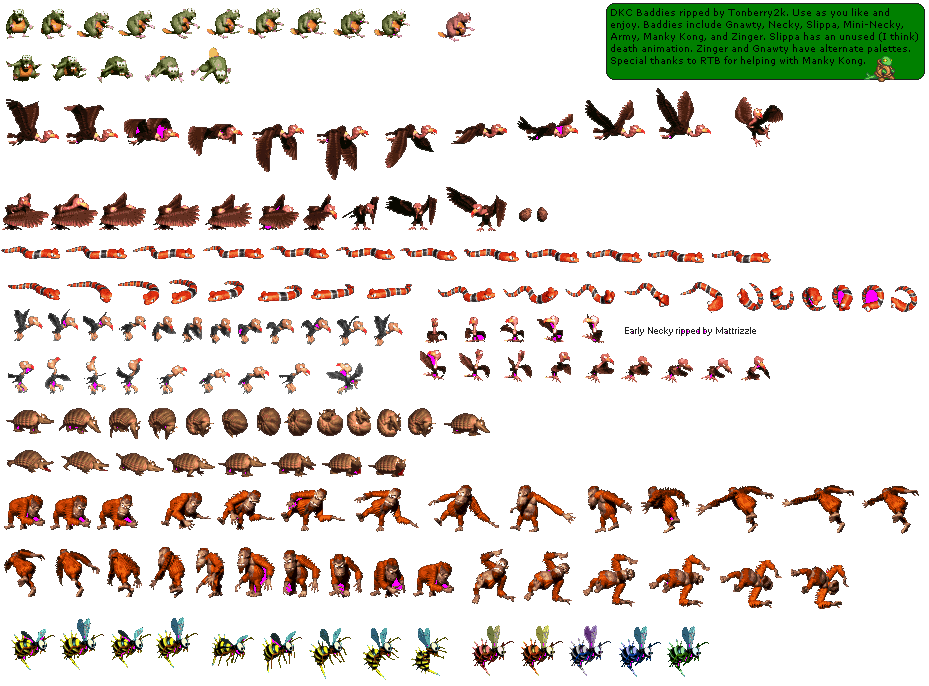 DKC Baddies ripped by Tonberry2k. Use as you like and
enjoy. Baddies include Gnawty, Necky, Slippa, Mini-Necky,
Army, Manky Kong, and Zinger. Slippa has an unused (I think)
death animation. Zinger and Gnawty have alternate palettes.
Special thanks to RTB for helping with Manky Kong.
Early Necky ripped by Mattrizzle